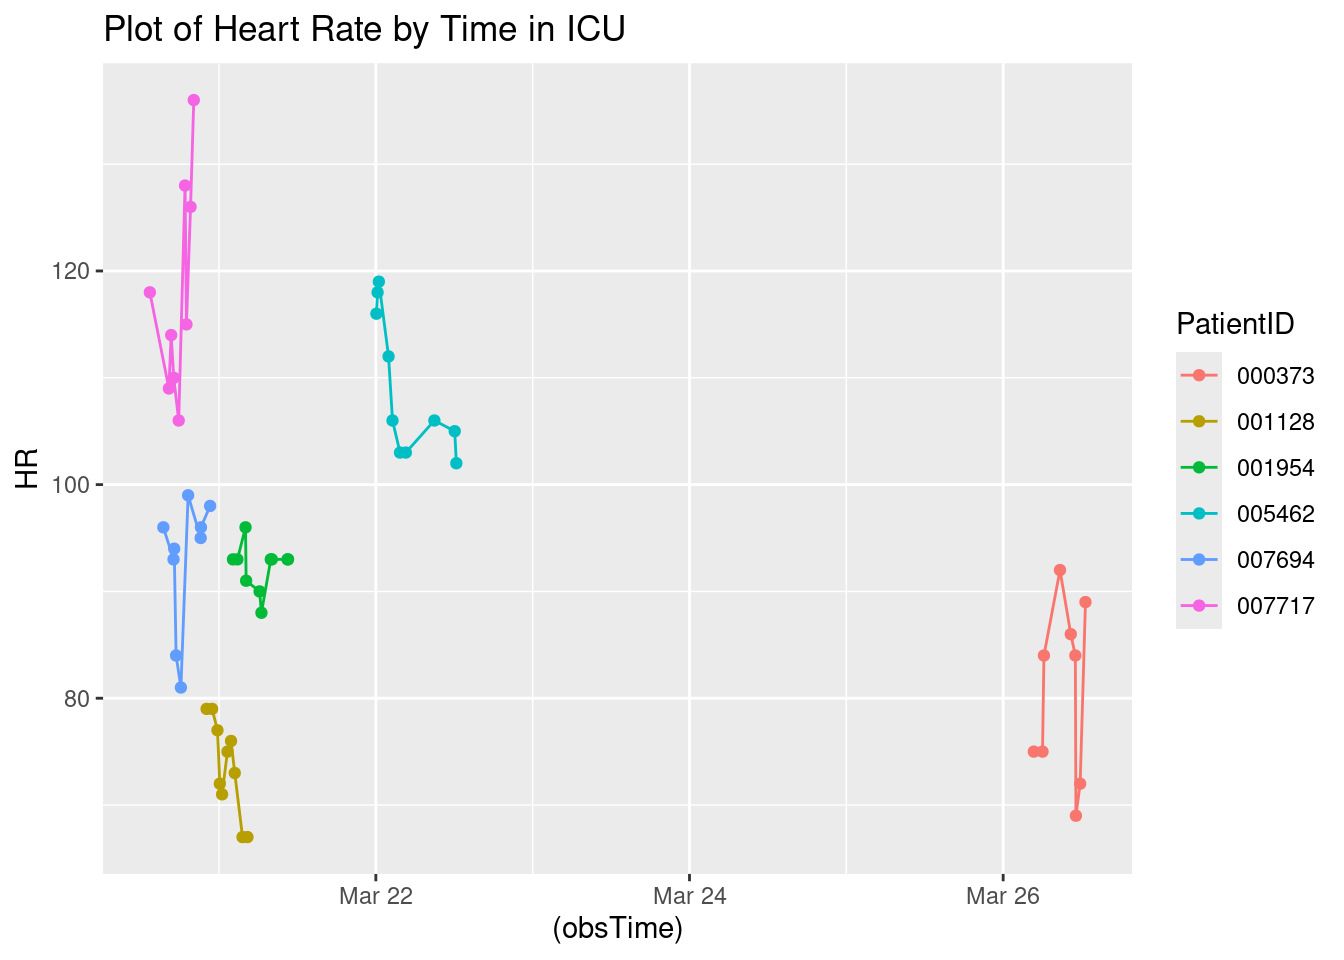 Plot of Heart Rate by Time in ICU
HR
120
100
80
Mar 22
Mar 24
Mar 26
(obsTime)
PatientID
000373
001128
001954
005462
007694
007717